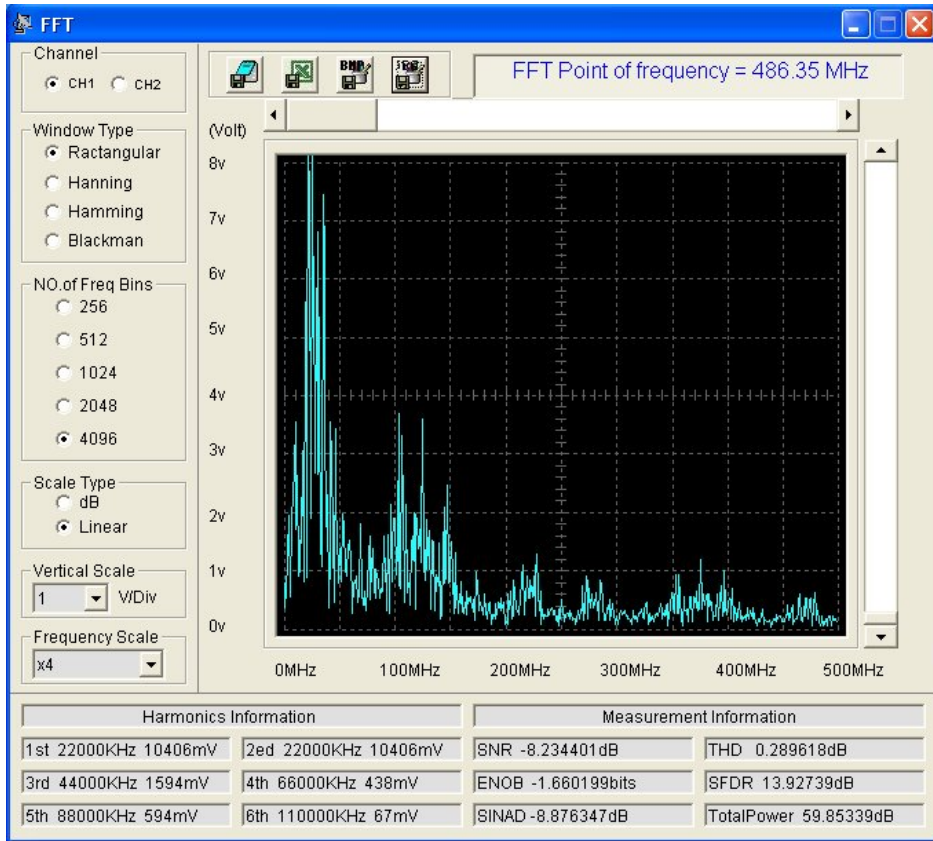 FFT
Channel
CH1 CH2
BMP
FFT Point of frequency = 486.35 MHz
Window Type
Ractangular
Hanning
Hamming
Blackman
NO.of Freq Bins
256
512
1024
2048
4096
Scale Type
dB
Linear
Vertical Scale
1 V/Div
Frequency Scale
x4
(Volt)
8v
7v
6v
5v
4v
3v
2v
1v
0v
0MHz 100MHz 200MHz 300MHz 400MHz 500MHz
Harmonics Information
1st 22000KHz 10406mV 2ed 22000KHz 10406mV
3rd 44000KHz 1594mV 4th 66000KHz 438mV
5th 88000KHz 594mV 6th 110000KHz 67mV
Measurement Information
SNR -8.234401dB THD 0.289618dB
ENOB -1.660199bits SFDR 13.92739dB
SINAD -8.876347dB TotalPower 59.85339dB